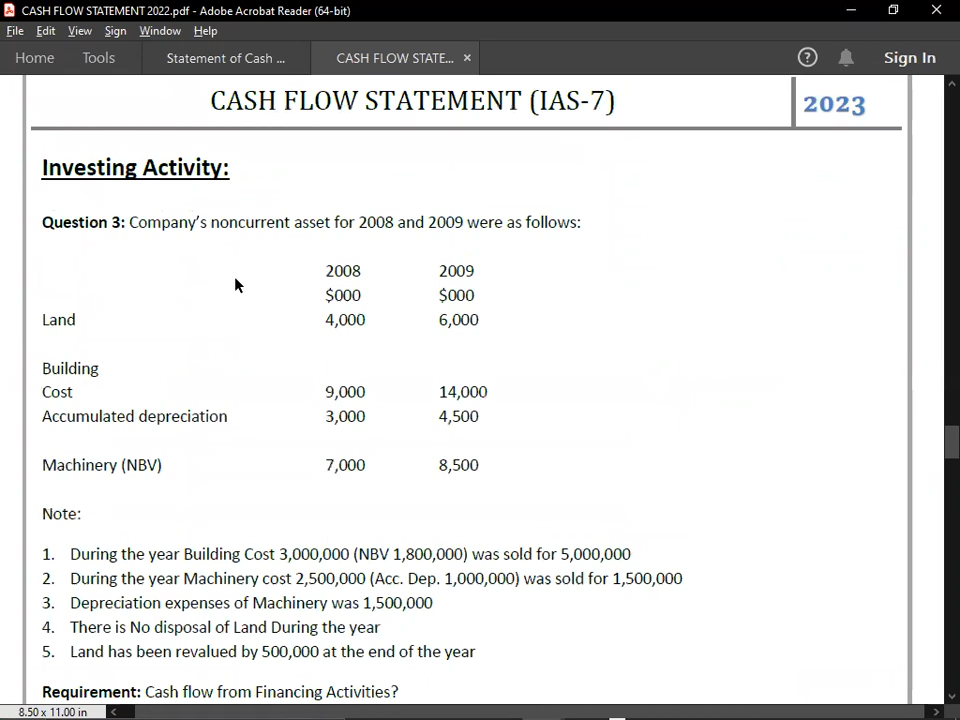 CASH FLOW STATEMENT 2022.pdf - Adobe Acrobat Reader (64-bit)
File Edit View Sign Window Help
Home Tools Statement of Cash ... CASH FLOW STATE... × ? Sign In
CASH FLOW STATEMENT (IAS-7) 2023
Investing Activity:
Question 3: Company's noncurrent asset for 2008 and 2009 were as follows:
2008 2009
$000 $000
Land 4,000 6,000
Building
Cost 9,000 14,000
Accumulated depreciation 3,000 4,500
Machinery (NBV) 7,000 8,500
Note:
1. During the year Building Cost 3,000,000 (NBV 1,800,000) was sold for 5,000,000
2. During the year Machinery cost 2,500,000 (Acc. Dep. 1,000,000) was sold for 1,500,000
3. Depreciation expenses of Machinery was 1,500,000
4. There is No disposal of Land During the year
5. Land has been revalued by 500,000 at the end of the year
Requirement: Cash flow from Financing Activities?
8.50 x 11.00 in